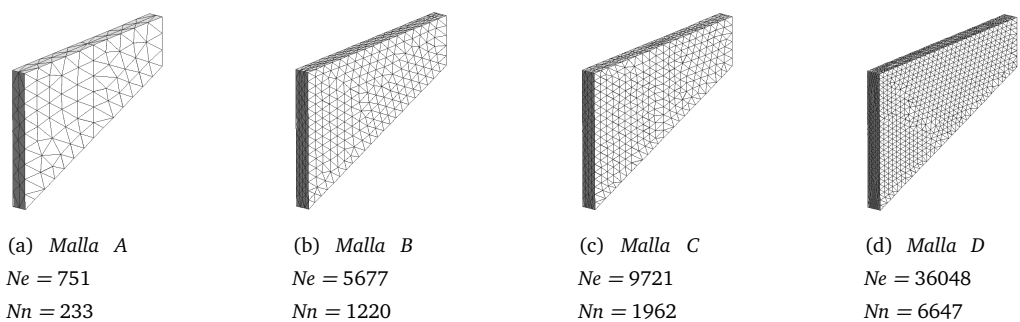 (a) Malla A
Ne = 751
Nn = 233
(b) Malla B
Ne = 5677
Nn = 1220
(c) Malla C
Ne = 9721
Nn = 1962
(d) Malla D
Ne = 36048
Nn = 6647